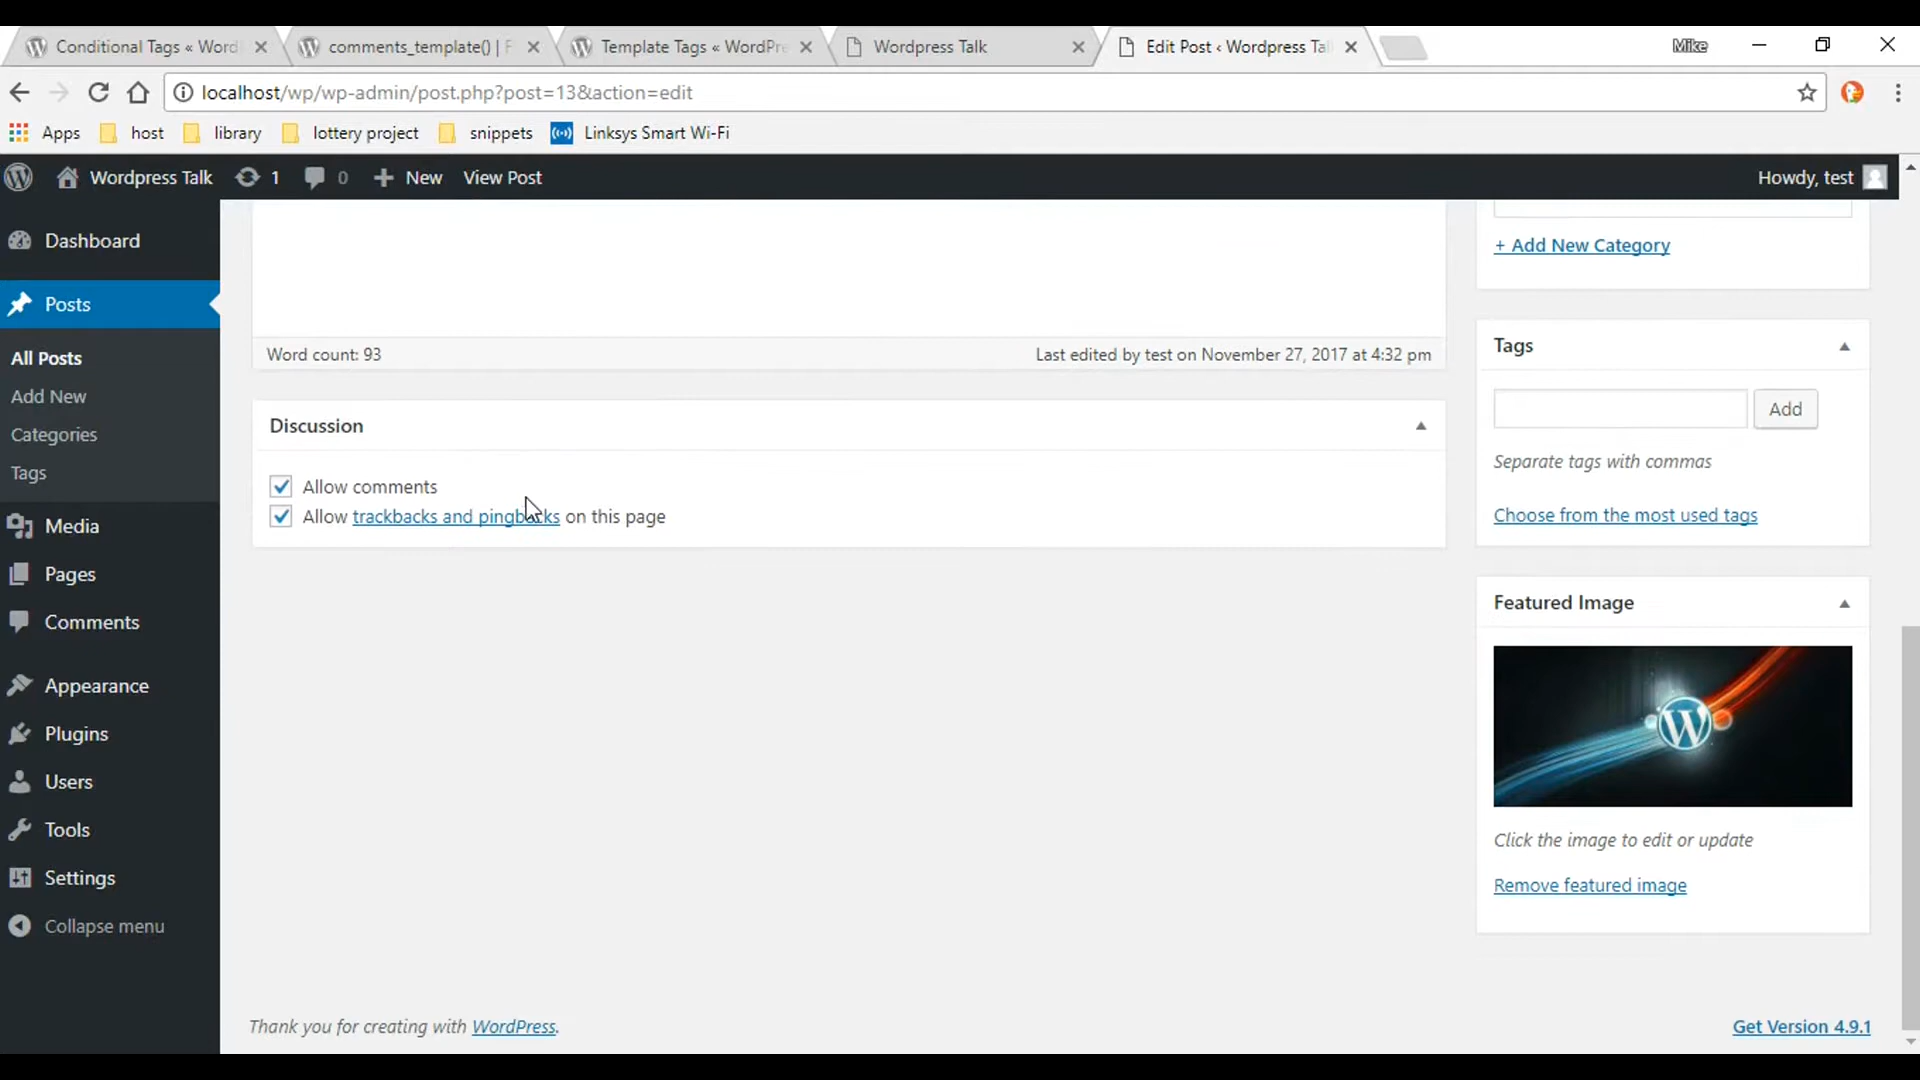 Conditional Tags « Word
comments_template() | F
Template Tags « WordPre
Wordpress Talk
Edit Post ‹ Wordpress Tal
Mike
localhost/wp/wp-admin/post.php?post=13&action=edit
Apps
host
library
lottery project
snippets
Linksys Smart Wi-Fi
Wordpress Talk
1
0
New
View Post
Howdy, test
Dashboard
Posts
All Posts
Add New
Categories
Tags
Media
Pages
Comments
Appearance
Plugins
Users
Tools
Settings
Collapse menu
Word count: 93
Last edited by test on November 27, 2017 at 4:32 pm
Discussion
Allow comments
Allow trackbacks and pingbacks on this page
+ Add New Category
Tags
Add
Separate tags with commas
Choose from the most used tags
Featured Image
Click the image to edit or update
Remove featured image
Thank you for creating with WordPress.
Get Version 4.9.1